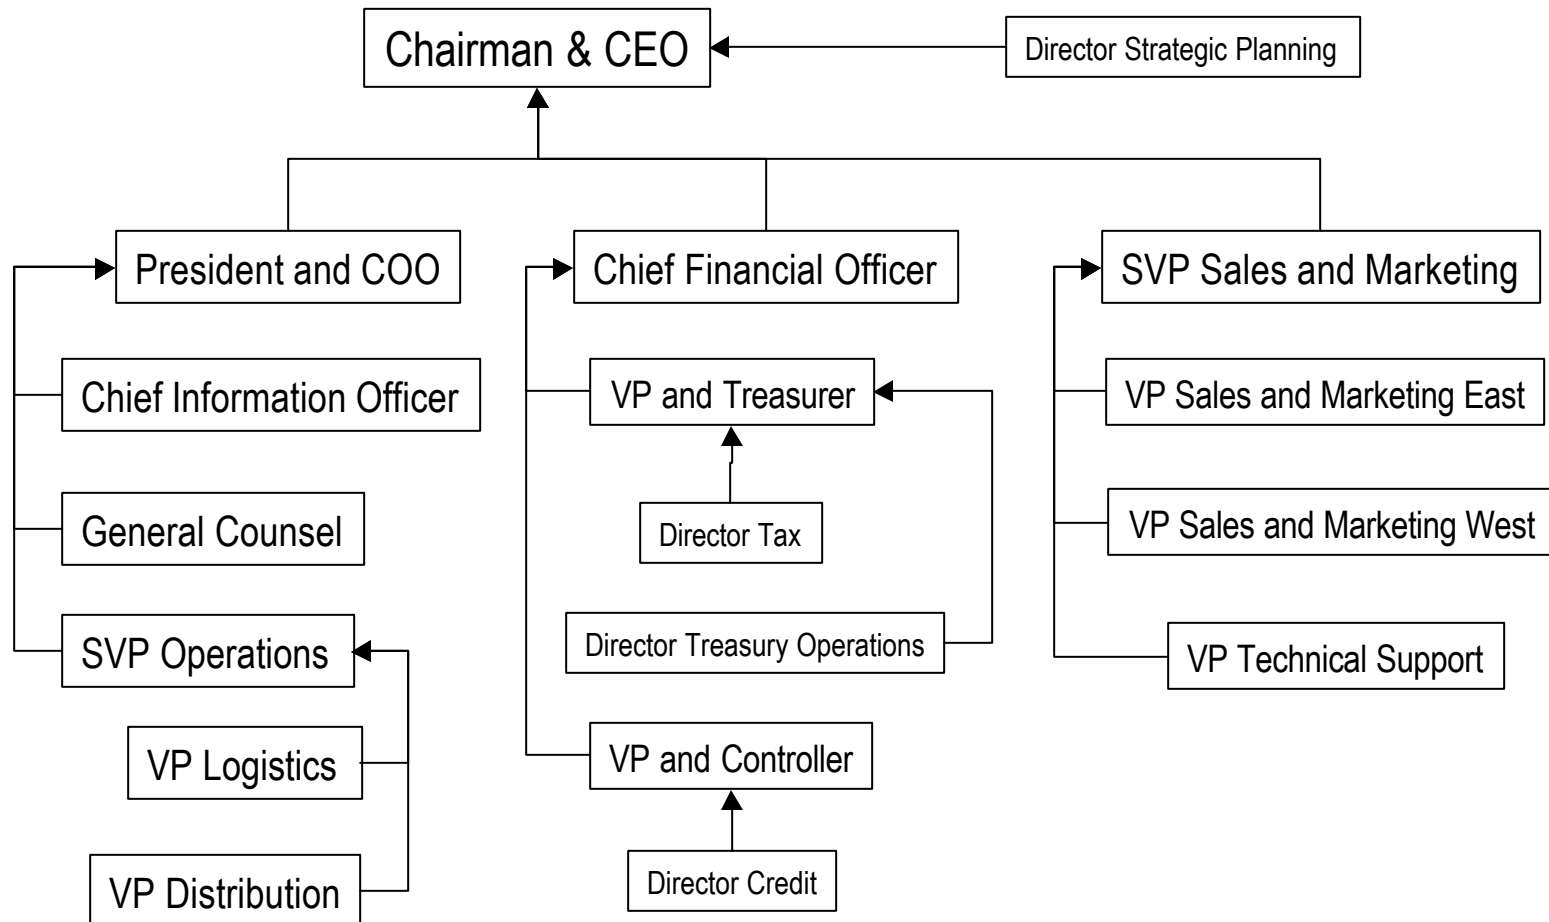 Chairman & CEO
Director Strategic Planning
President and COO
Chief Financial Officer
SVP Sales and Marketing
Chief Information Officer
VP and Treasurer
VP Sales and Marketing East
General Counsel
Director Tax
VP Sales and Marketing West
SVP Operations
Director Treasury Operations
VP Technical Support
VP Logistics
VP and Controller
VP Distribution
Director Credit